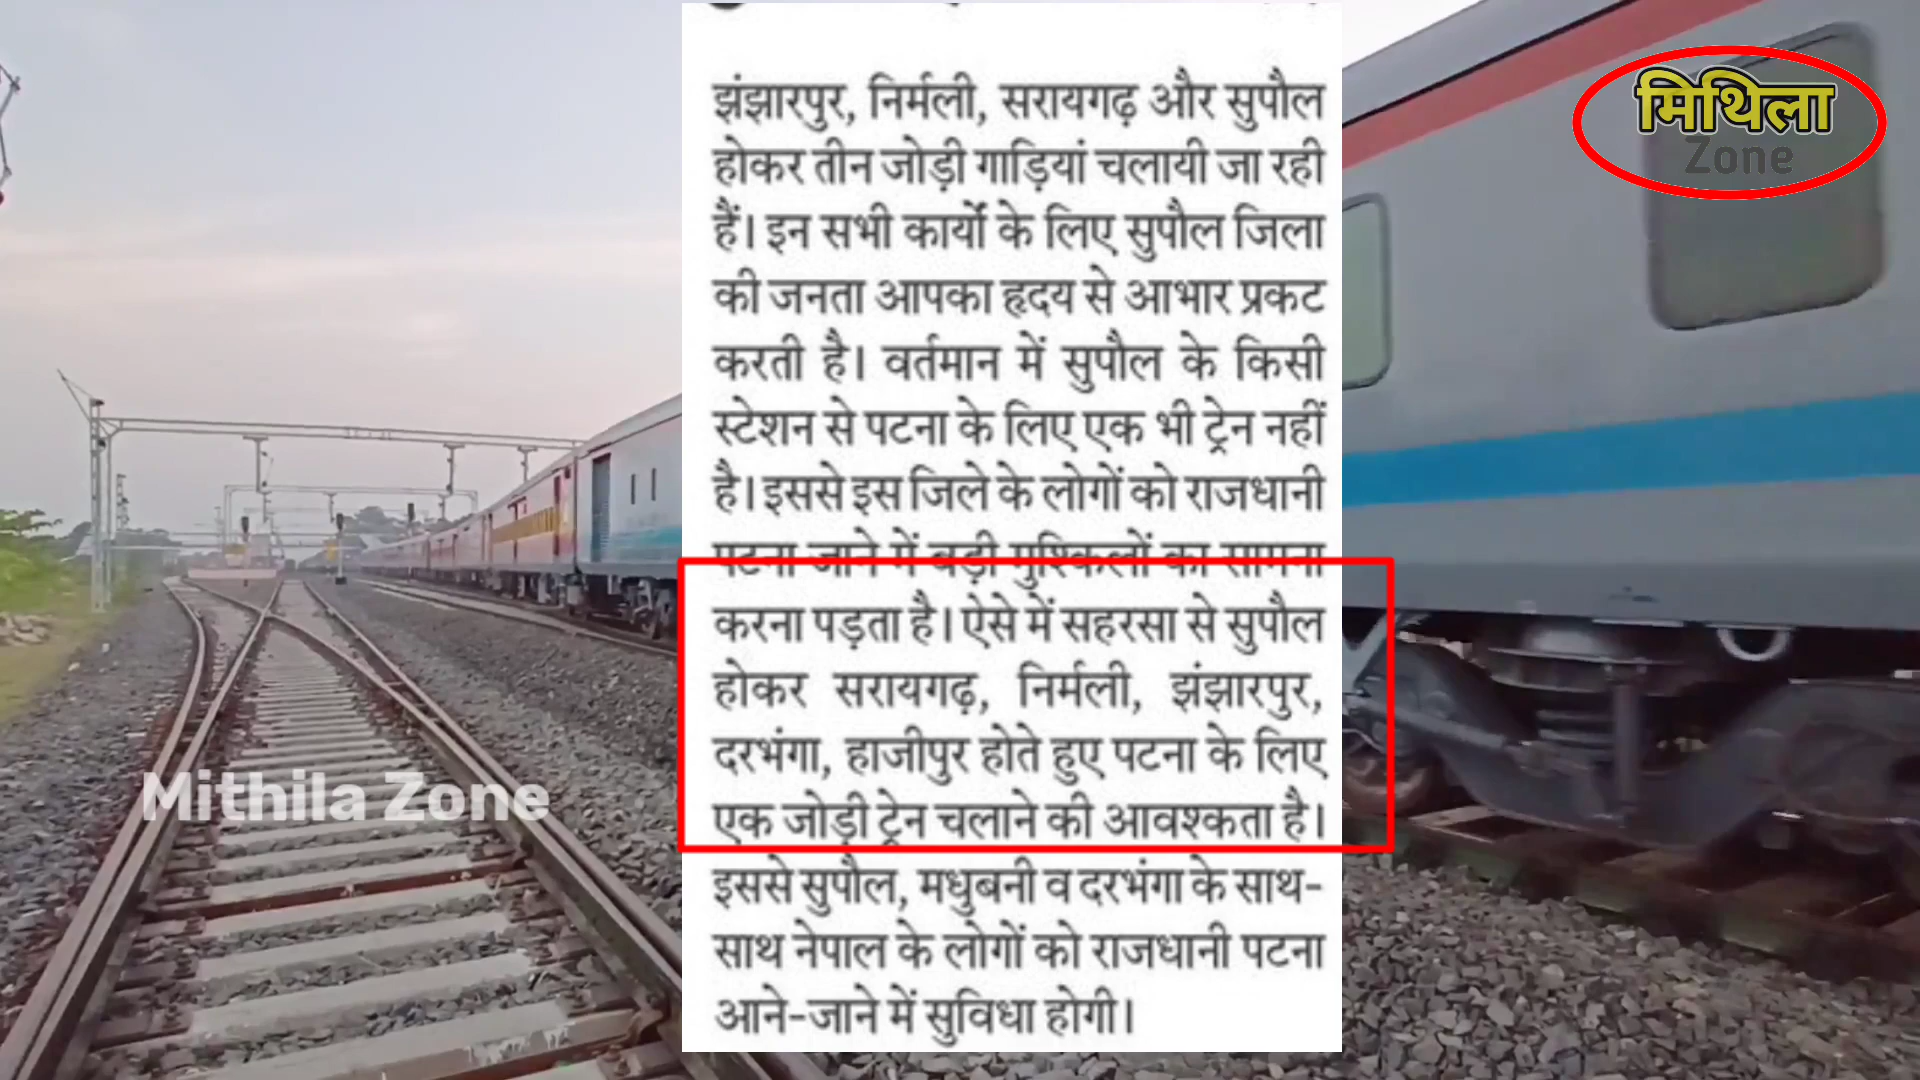 झंझारपुर, निर्मली, सरायगढ़ और सुपौल
होकर तीन जोड़ी गाड़ियां चलायी जा रही
हैं। इन सभी कार्यों के लिए सुपौल जिला
की जनता आपका हृदय से आभार प्रकट
करती है। वर्तमान में सुपौल के किसी
स्टेशन से पटना के लिए एक भी ट्रेन नहीं
है। इससे इस जिले के लोगों को राजधानी
पटना जाने में बड़ी मुश्किलों का सामना
करना पड़ता है। ऐसे में सहरसा से सुपौल
होकर सरायगढ़, निर्मली, झंझारपुर,
दरभंगा, हाजीपुर होते हुए पटना के लिए
एक जोड़ी ट्रेन चलाने की आवश्कता है।
इससे सुपौल, मधुबनी व दरभंगा के साथ-
साथ नेपाल के लोगों को राजधानी पटना
आने-जाने में सुविधा होगी।
मिथिला
Zone
Mithila Zone